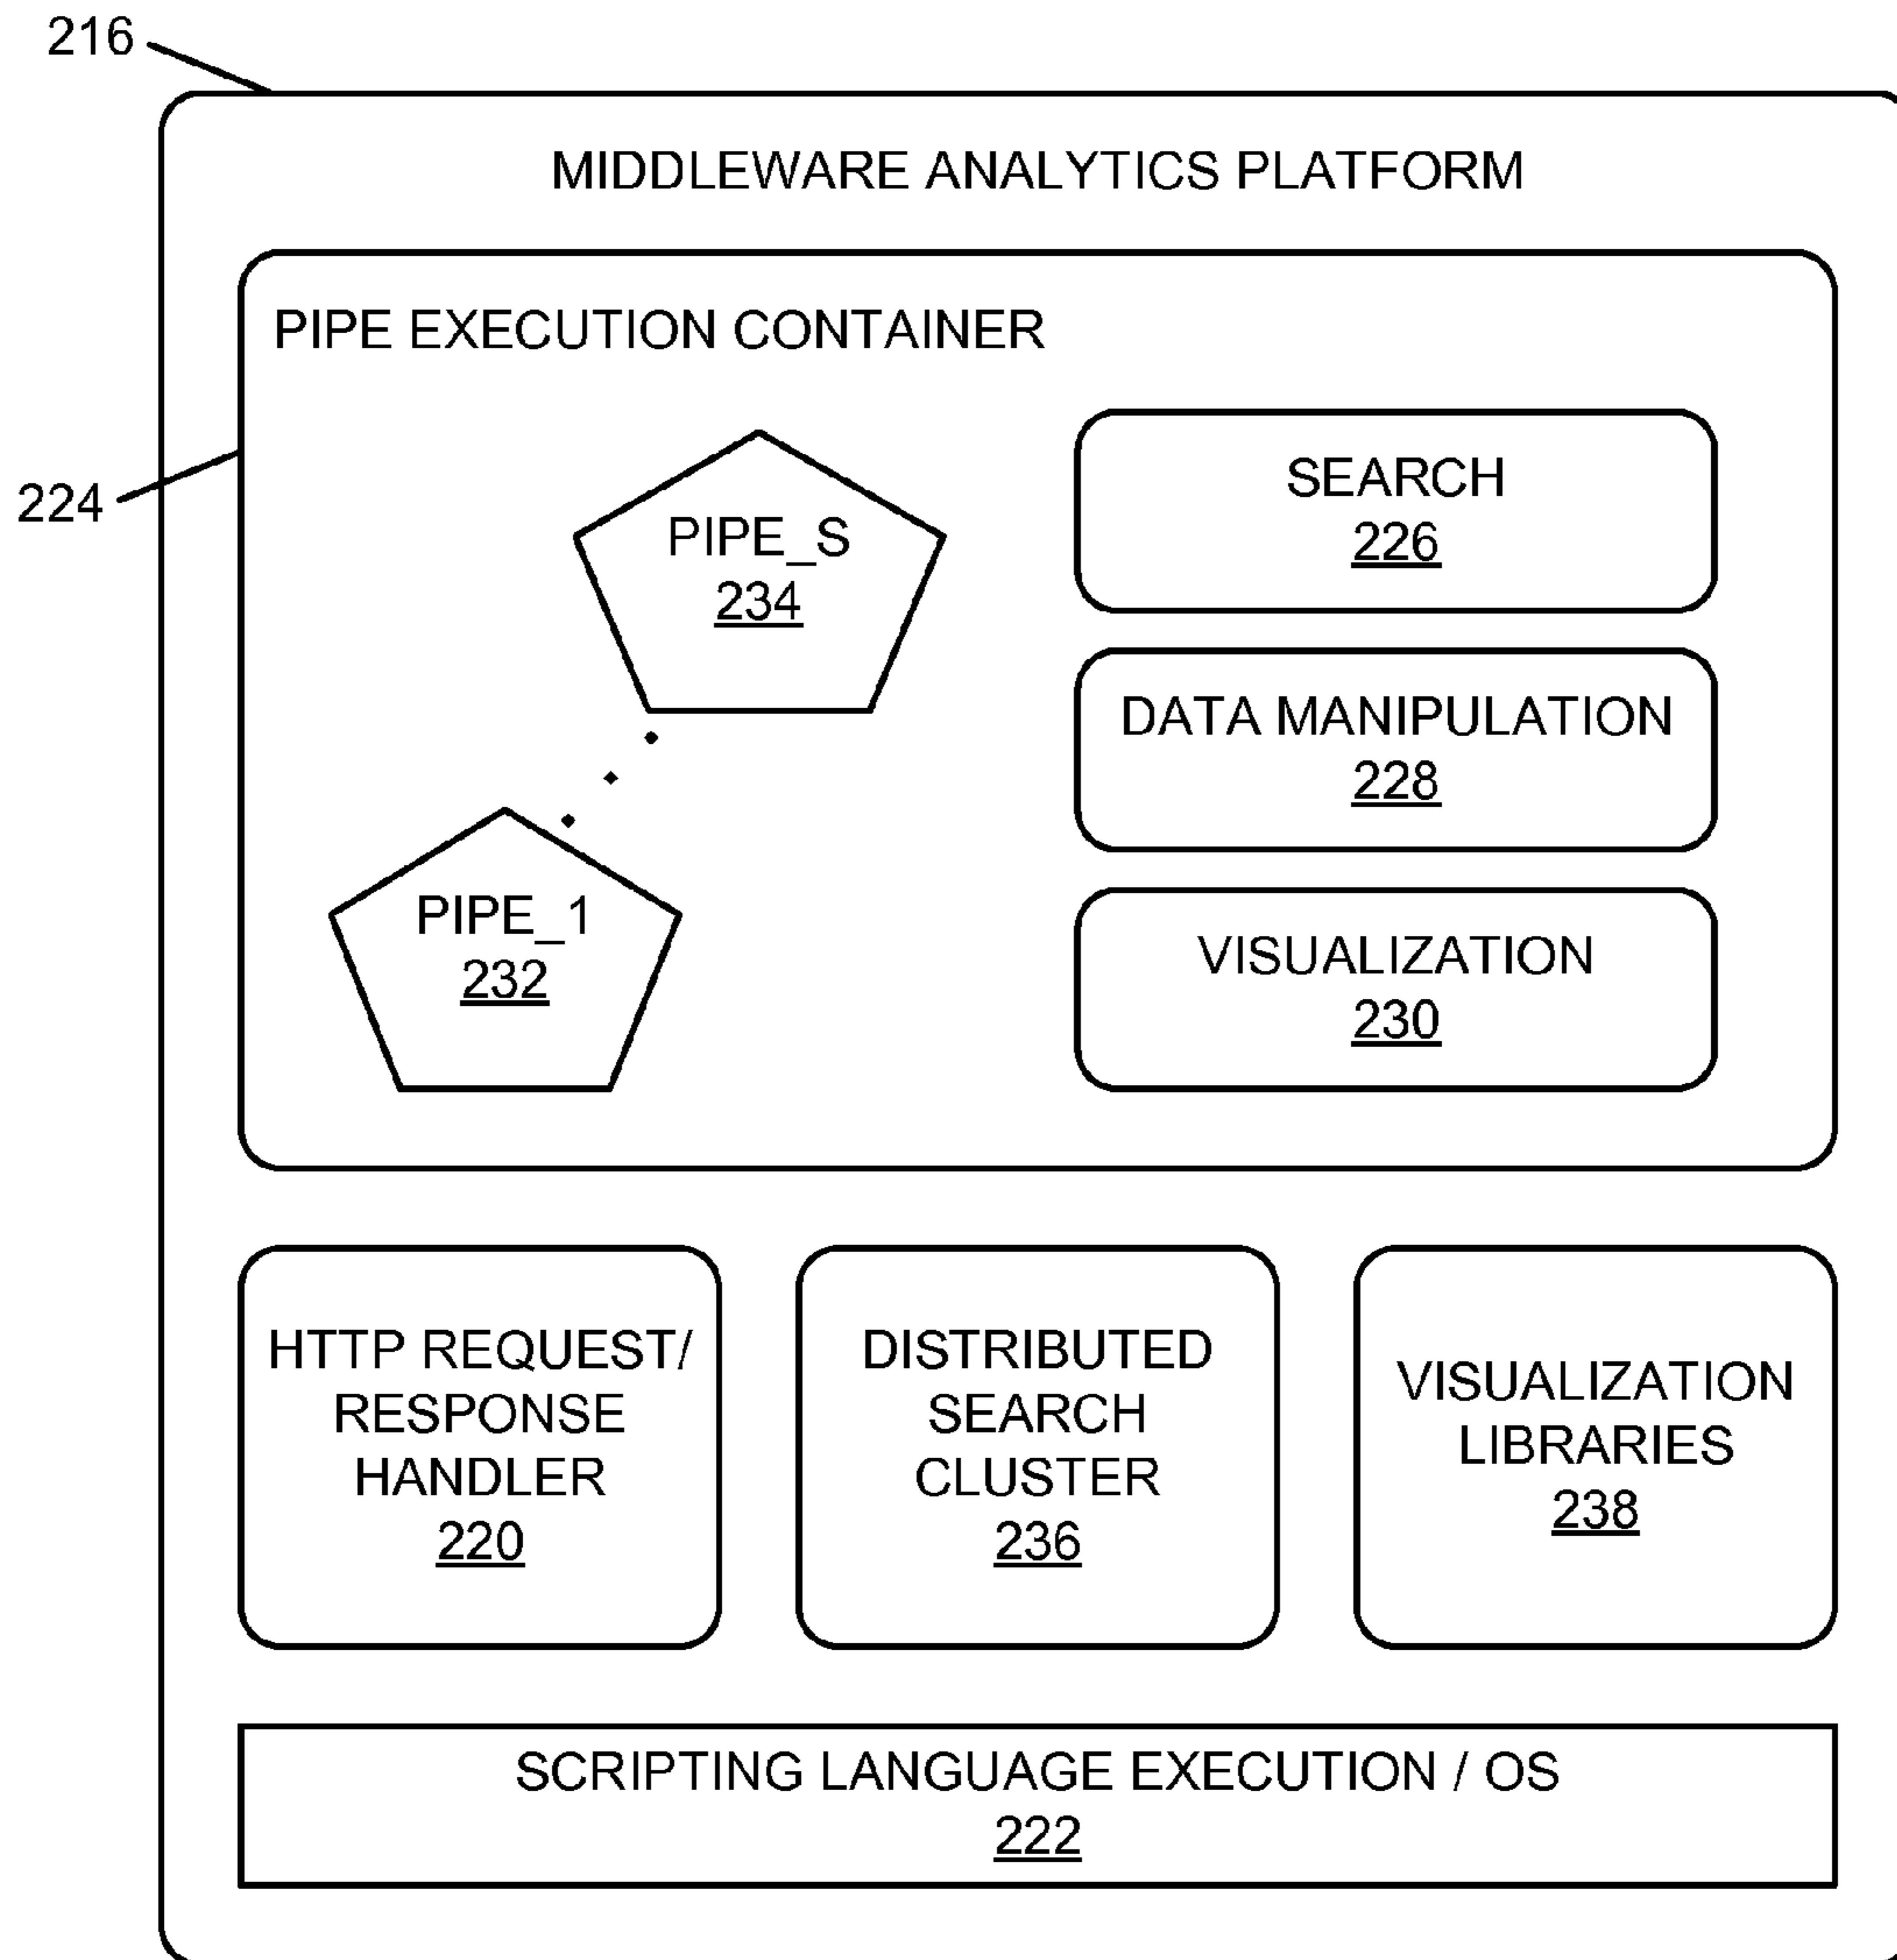 216
MIDDLEWARE ANALYTICS PLATFORM
PIPE EXECUTION CONTAINER
224
PIPE_S
234
PIPE_1
232
SEARCH
226
DATA MANIPULATION
228
VISUALIZATION
230
HTTP REQUEST/
RESPONSE
HANDLER
220
DISTRIBUTED
SEARCH
CLUSTER
236
VISUALIZATION
LIBRARIES
238
SCRIPTING LANGUAGE EXECUTION / OS
222